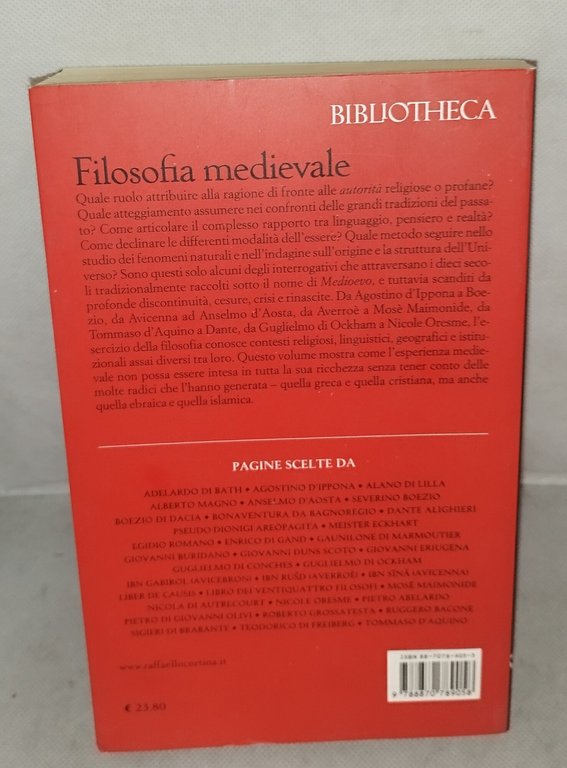 BIBLIOTHECA
Filosofia medievale
Quale ruolo attribuire alla ragione di fronte alle autorità religiose o profane?
Quale atteggiamento assumere nei confronti delle grandi tradizioni del passa-
to? Come articolare il complesso rapporto tra linguaggio, pensiero e realtà?
Come declinare le differenti modalità dell'essere? Quale metodo seguire nello
studio dei fenomeni naturali e nell'indagine sull'origine e la struttura dell'Uni-
verso? Sono questi solo alcuni degli interrogativi che attraversano i dieci seco-
li tradizionalmente raccolti sotto il nome di Medioevo, e tuttavia scanditi da
profonde discontinuità, cesure, crisi e rinascite. Da Agostino d'Ippona a Boe-
zio, da Avicenna ad Anselmo d'Aosta, da Averroè a Mosè Maimonide, da
Tommaso d'Aquino a Dante, da Guglielmo di Ockham a Nicole Oresme, l'e-
sercizio della filosofia conosce contesti religiosi, linguistici, geografici e istitu-
zionali assai diversi tra loro. Questo volume mostra come l'esperienza medie-
vale non possa essere intesa in tutta la sua ricchezza senza tener conto delle
molte radici che l'hanno generata – quella greca e quella cristiana, ma anche
quella ebraica e quella islamica.
PAGINE SCELTE DA
ADELARDO DI BATH • AGOSTINO D'IPPONA • ALANO DI LILLA
ALBERTO MAGNO • ANSELMO D'AOSTA • SEVERINO BOEZIO
BOEZIO DI DACIA • BONAVENTURA DA BAGNOREGIO • DANTE ALIGHIERI
PSEUDO-DIONIGI AREOPAGITA • MEISTER ECKHART
EGIDIO ROMANO • ENRICO DI GAND • GAUNILONE DI MARMOUTIER
GIOVANNI BURIDANO • GIOVANNI DUNS SCOTO • GIOVANNI ERIUGENA
GUGLIELMO DI CONCHES • GUGLIELMO DI OCKHAM
IBN GABIROL (AVICEBRON) • IBN RUŠD (AVERROÈ) • IBN SĪNĀ (AVICENNA)
LIBER DE CAUSIS • LIBRO DEI VENTIQUATTRO FILOSOFI • MOSÈ MAIMONIDE
NICOLA DI AUTRECOURT • NICOLE ORESME • PIETRO ABELARDO
PIETRO DI GIOVANNI OLIVI • ROBERTO GROSSATESTA • RUGGERO BACONE
SIGIERI DI BRABANTE • TEODORICO DI FREIBERG • TOMMASO D'AQUINO
www.raffaellocortina.it
€ 23,80
ISBN 88-7078-905-3
9 788870 789058